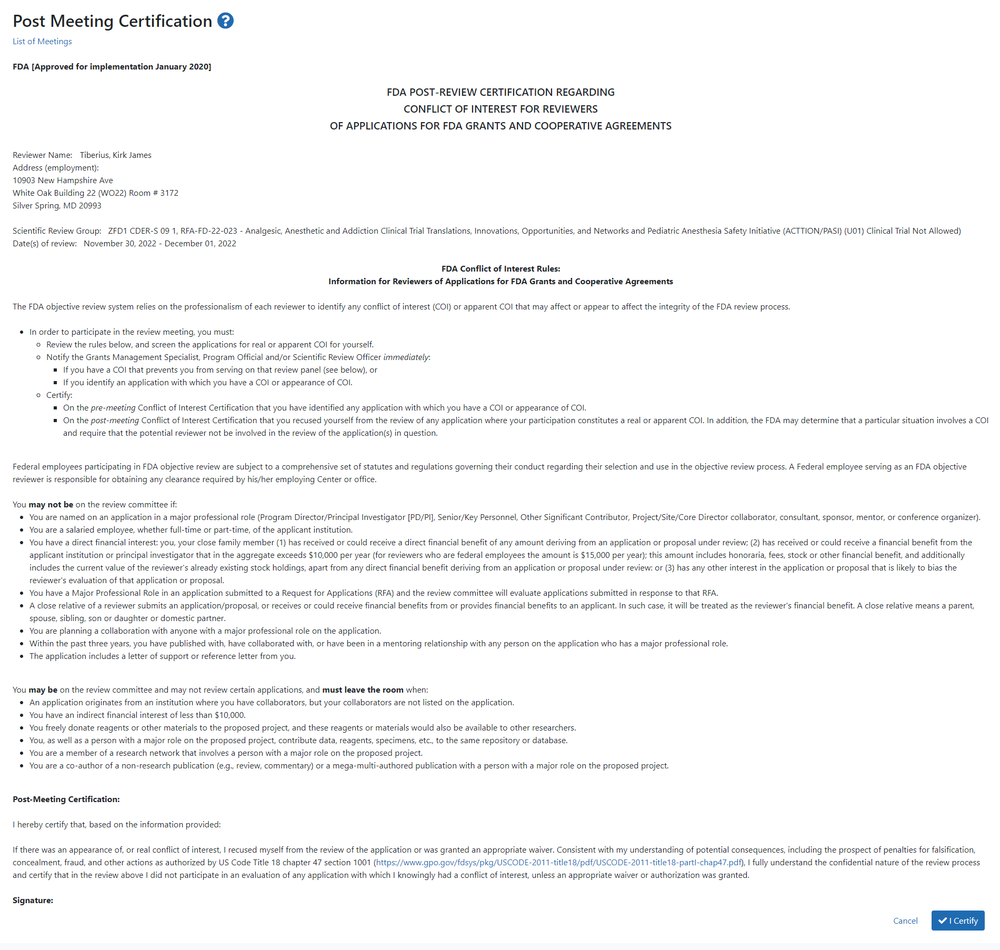 Post Meeting Certification ?
List of Meetings
FDA [Approved for implementation January 2020]
FDA POST-REVIEW CERTIFICATION REGARDING
CONFLICT OF INTEREST FOR REVIEWERS
OF APPLICATIONS FOR FDA GRANTS AND COOPERATIVE AGREEMENTS
Reviewer Name: Tiberius, Kirk James
Address (employment):
10903 New Hampshire Ave
White Oak Building 22 (WO22) Room # 3172
Silver Spring, MD 20993
Scientific Review Group: ZFD1 CDER-S 09 1, RFA-FD-22-023 - Analgesic, Anesthetic and Addiction Clinical Trial Translations, Innovations, Opportunities, and Networks and Pediatric Anesthesia Safety Initiative (ACTTION/PASI) (U01) Clinical Trial Not Allowed)
Date(s) of review: November 30, 2022 - December 01, 2022
FDA Conflict of Interest Rules:
Information for Reviewers of Applications for FDA Grants and Cooperative Agreements
The FDA objective review system relies on the professionalism of each reviewer to identify any conflict of interest (COI) or apparent COI that may affect or appear to affect the integrity of the FDA review process.
• In order to participate in the review meeting, you must:
○ Review the rules below, and screen the applications for real or apparent COI for yourself.
○ Notify the Grants Management Specialist, Program Official and/or Scientific Review Officer immediately:
▪ If you have a COI that prevents you from serving on that review panel (see below), or
▪ If you identify an application with which you have a COI or appearance of COI.
○ Certify:
▪ On the pre-meeting Conflict of Interest Certification that you have identified any application with which you have a COI or appearance of COI.
▪ On the post-meeting Conflict of Interest Certification that you recused yourself from the review of any application where your participation constitutes a real or apparent COI. In addition, the FDA may determine that a particular situation involves a COI
and require that the potential reviewer not be involved in the review of the application(s) in question.
Federal employees participating in FDA objective review are subject to a comprehensive set of statutes and regulations governing their conduct regarding their selection and use in the objective review process. A Federal employee serving as an FDA objective
reviewer is responsible for obtaining any clearance required by his/her employing Center or office.
You may not be on the review committee if:
• You are named on an application in a major professional role (Program Director/Principal Investigator [PD/PI], Senior/Key Personnel, Other Significant Contributor, Project/Site/Core Director collaborator, consultant, sponsor, mentor, or conference organizer).
• You are a salaried employee, whether full-time or part-time, of the applicant institution.
• You have a direct financial interest: you, your close family member (1) has received or could receive a direct financial benefit of any amount deriving from an application or proposal under review; (2) has received or could receive a financial benefit from the
applicant institution or principal investigator that in the aggregate exceeds $10,000 per year (for reviewers who are federal employees the amount is $15,000 per year); this amount includes honoraria, fees, stock or other financial benefit, and additionally
includes the current value of the reviewer's already existing stock holdings, apart from any direct financial benefit deriving from an application or proposal under review: or (3) has any other interest in the application or proposal that is likely to bias the
reviewer's evaluation of that application or proposal.
• You have a Major Professional Role in an application submitted to a Request for Applications (RFA) and the review committee will evaluate applications submitted in response to that RFA.
• A close relative of a reviewer submits an application/proposal, or receives or could receive financial benefits from or provides financial benefits to an applicant. In such case, it will be treated as the reviewer's financial benefit. A close relative means a parent,
spouse, sibling, son or daughter or domestic partner.
• You are planning a collaboration with anyone with a major professional role on the application.
• Within the past three years, you have published with, have collaborated with, or have been in a mentoring relationship with any person on the application who has a major professional role.
• The application includes a letter of support or reference letter from you.
You may be on the review committee and may not review certain applications, and must leave the room when:
• An application originates from an institution where you have collaborators, but your collaborators are not listed on the application.
• You have an indirect financial interest of less than $10,000.
• You freely donate reagents or other materials to the proposed project, and these reagents or materials would also be available to other researchers.
• You, as well as a person with a major role on the proposed project, contribute data, reagents, specimens, etc., to the same repository or database.
• You are a member of a research network that involves a person with a major role on the proposed project.
• You are a co-author of a non-research publication (e.g., review, commentary) or a mega-multi-authored publication with a person with a major role on the proposed project.
Post-Meeting Certification:
I hereby certify that, based on the information provided:
If there was an appearance of, or real conflict of interest, I recused myself from the review of the application or was granted an appropriate waiver. Consistent with my understanding of potential consequences, including the prospect of penalties for falsification,
concealment, fraud, and other actions as authorized by US Code Title 18 chapter 47 section 1001 (https://www.gpo.gov/fdsys/pkg/USCODE-2011-title18/pdf/USCODE-2011-title18-partI-chap47.pdf), I fully understand the confidential nature of the review process
and certify that in the review above I did not participate in an evaluation of any application with which I knowingly had a conflict of interest, unless an appropriate waiver or authorization was granted.
Signature:
Cancel I Certify